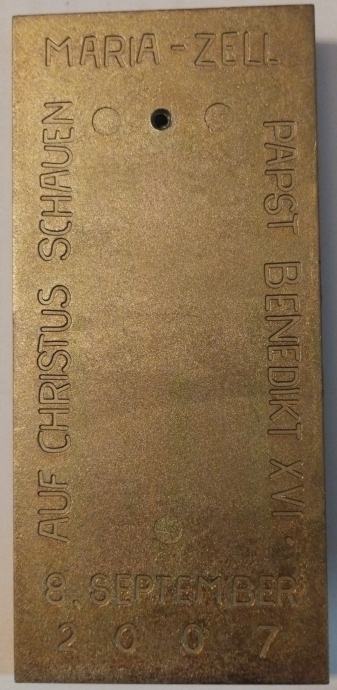 MARIA-ZELL
AUF CHRISTUS SCHAUEN
PAPST BENEDIKT XVI.
8. SEPTEMBER
2007